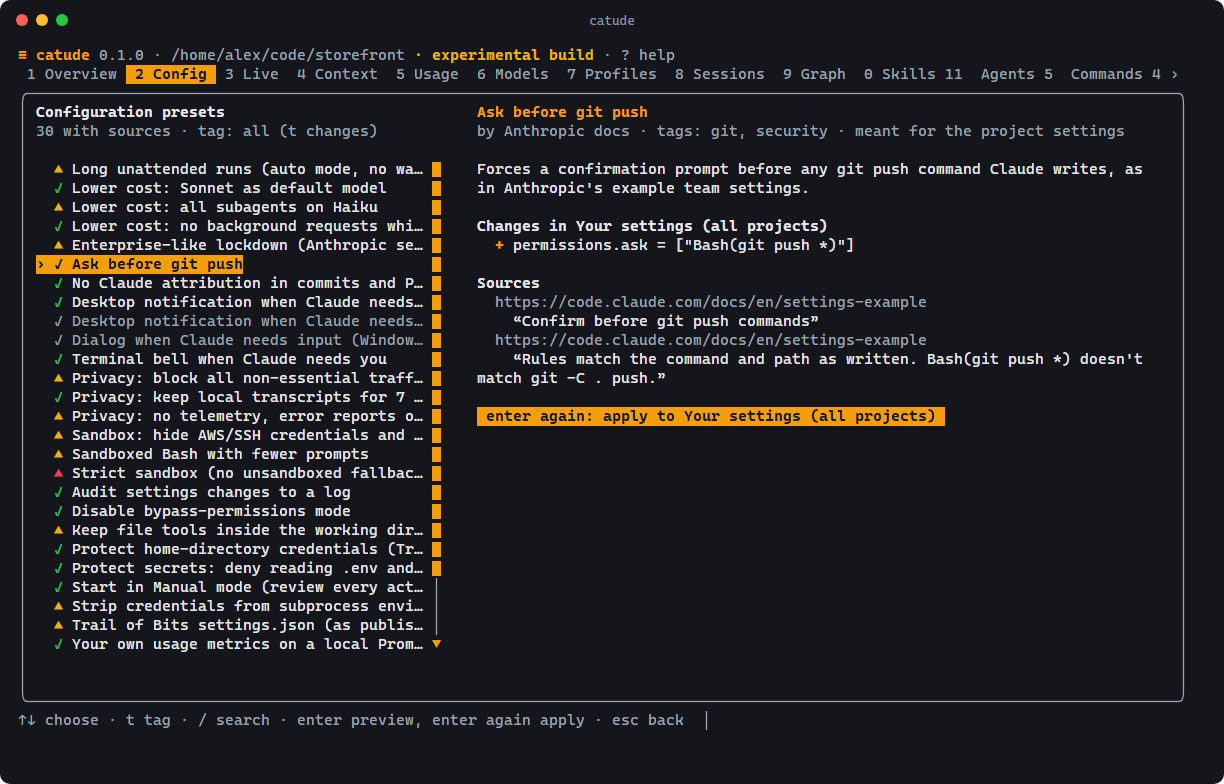 catude
≡ catude 0.1.0 · /home/alex/code/storefront · experimental build · ? help
1 Overview 2 Config 3 Live 4 Context 5 Usage 6 Models 7 Profiles 8 Sessions 9 Graph 0 Skills 11 Agents 5 Commands 4 ›
Configuration presets
30 with sources · tag: all (t changes)
▲ Long unattended runs (auto mode, no wa…
✓ Lower cost: Sonnet as default model
▲ Lower cost: all subagents on Haiku
✓ Lower cost: no background requests whi…
▲ Enterprise-like lockdown (Anthropic se…
› ✓ Ask before git push
✓ No Claude attribution in commits and P…
✓ Desktop notification when Claude needs…
✓ Desktop notification when Claude needs…
✓ Dialog when Claude needs input (Window…
✓ Terminal bell when Claude needs you
▲ Privacy: block all non-essential traff…
✓ Privacy: keep local transcripts for 7 …
▲ Privacy: no telemetry, error reports o…
▲ Sandbox: hide AWS/SSH credentials and …
▲ Sandboxed Bash with fewer prompts
▲ Strict sandbox (no unsandboxed fallbac…
✓ Audit settings changes to a log
✓ Disable bypass-permissions mode
▲ Keep file tools inside the working dir…
✓ Protect home-directory credentials (Tr…
✓ Protect secrets: deny reading .env and…
✓ Start in Manual mode (review every act…
▲ Strip credentials from subprocess envi…
▲ Trail of Bits settings.json (as publis…
✓ Your own usage metrics on a local Prom…
Ask before git push
by Anthropic docs · tags: git, security · meant for the project settings
Forces a confirmation prompt before any git push command Claude writes, as
in Anthropic's example team settings.
Changes in Your settings (all projects)
+ permissions.ask = ["Bash(git push *)"]
Sources
https://code.claude.com/docs/en/settings-example
“Confirm before git push commands”
https://code.claude.com/docs/en/settings-example
“Rules match the command and path as written. Bash(git push *) doesn't
match git -C . push.”
enter again: apply to Your settings (all projects)
↑↓ choose · t tag · / search · enter preview, enter again apply · esc back